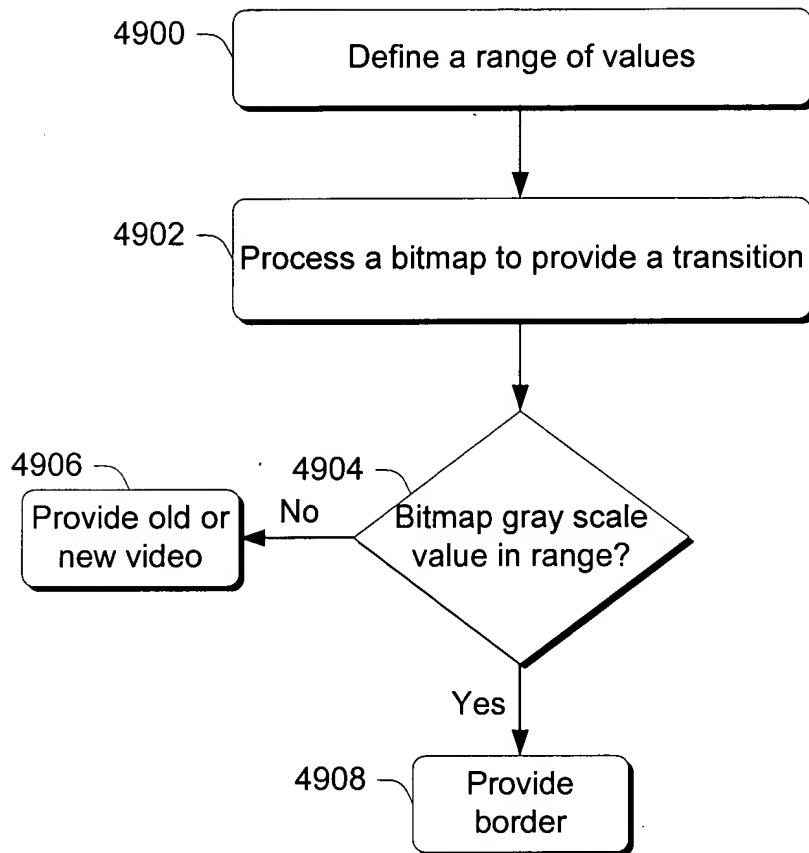 4900
Define a range of values
4902
Process a bitmap to provide a transition
4906
4904
Provide old or
new video
No
Bitmap gray scale
value in range?
Yes
4908
Provide
border